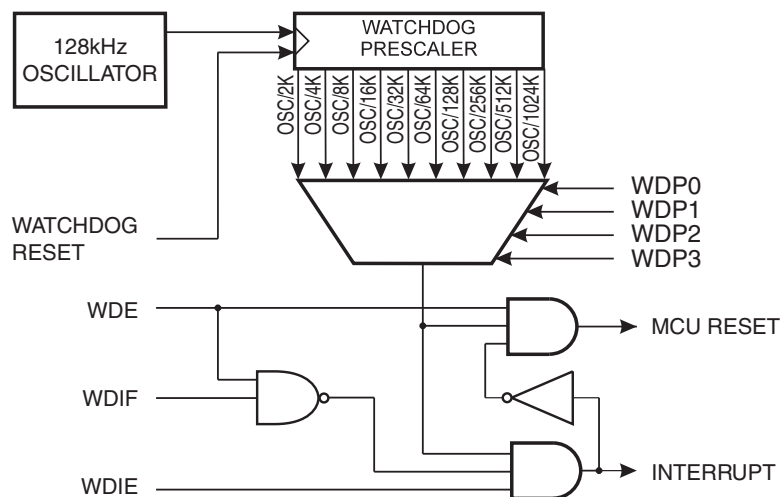 128kHz
OSCILLATOR
WATCHDOG
PRESCALER
OSC/2K
OSC/4K
OSC/8K
OSC/16K
OSC/32K
OSC/64K
OSC/128K
OSC/256K
OSC/512K
OSC/1024K
WDP0
WDP1
WDP2
WDP3
WATCHDOG
RESET
WDE
MCU RESET
WDIF
INTERRUPT
WDIE